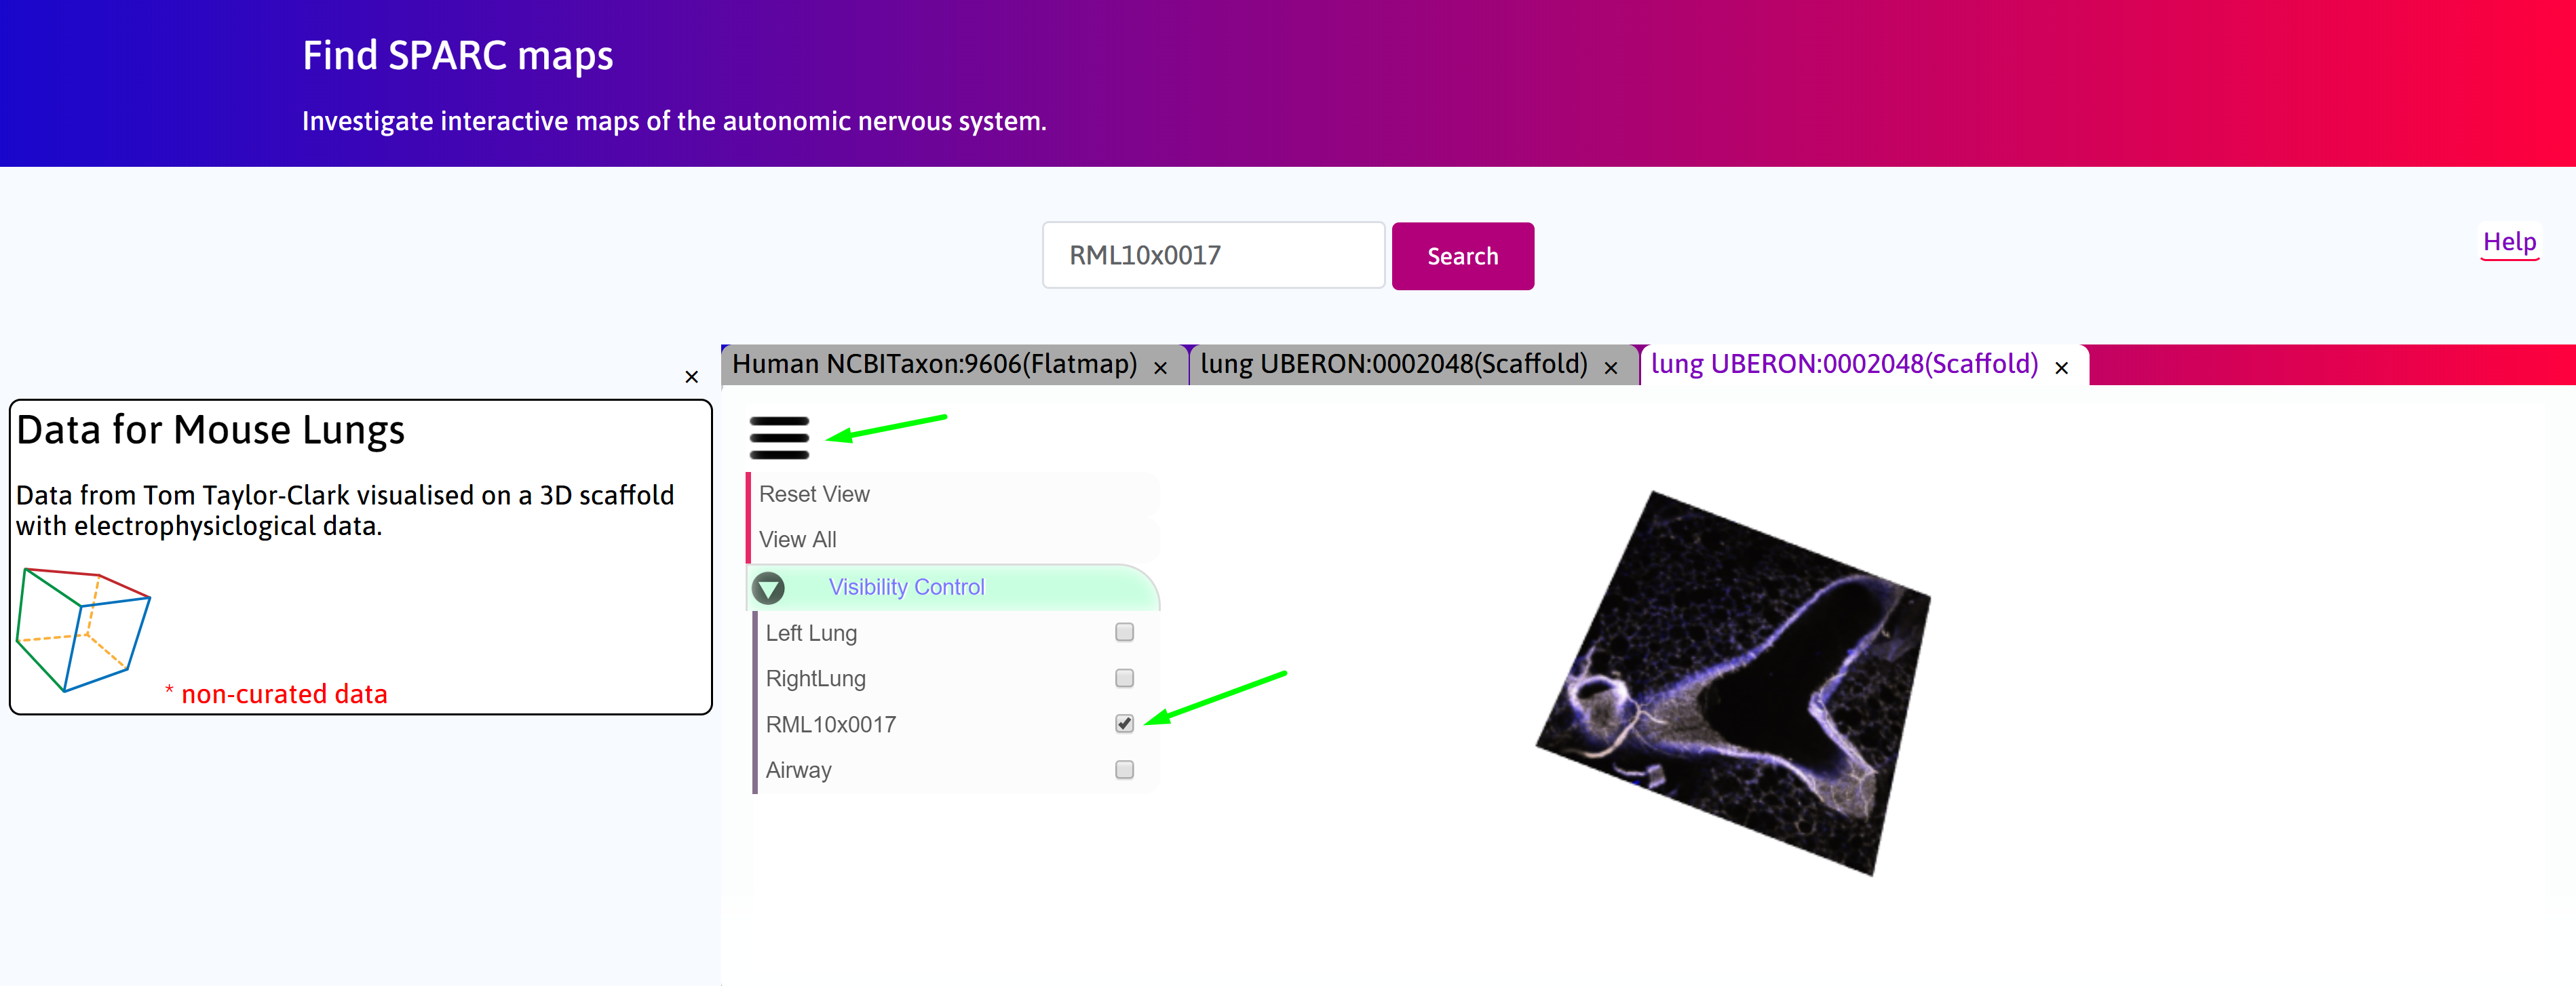 Find SPARC maps
Investigate interactive maps of the autonomic nervous system.
RML10x0017
Search
Help
Human NCBITaxon:9606(Flatmap) ×
lung UBERON:0002048(Scaffold) ×
lung UBERON:0002048(Scaffold) ×
×
Data for Mouse Lungs
Data from Tom Taylor-Clark visualised on a 3D scaffold
with electrophysiclogical data.
* non-curated data
Reset View
View All
Visibility Control
Left Lung
RightLung
RML10x0017
Airway